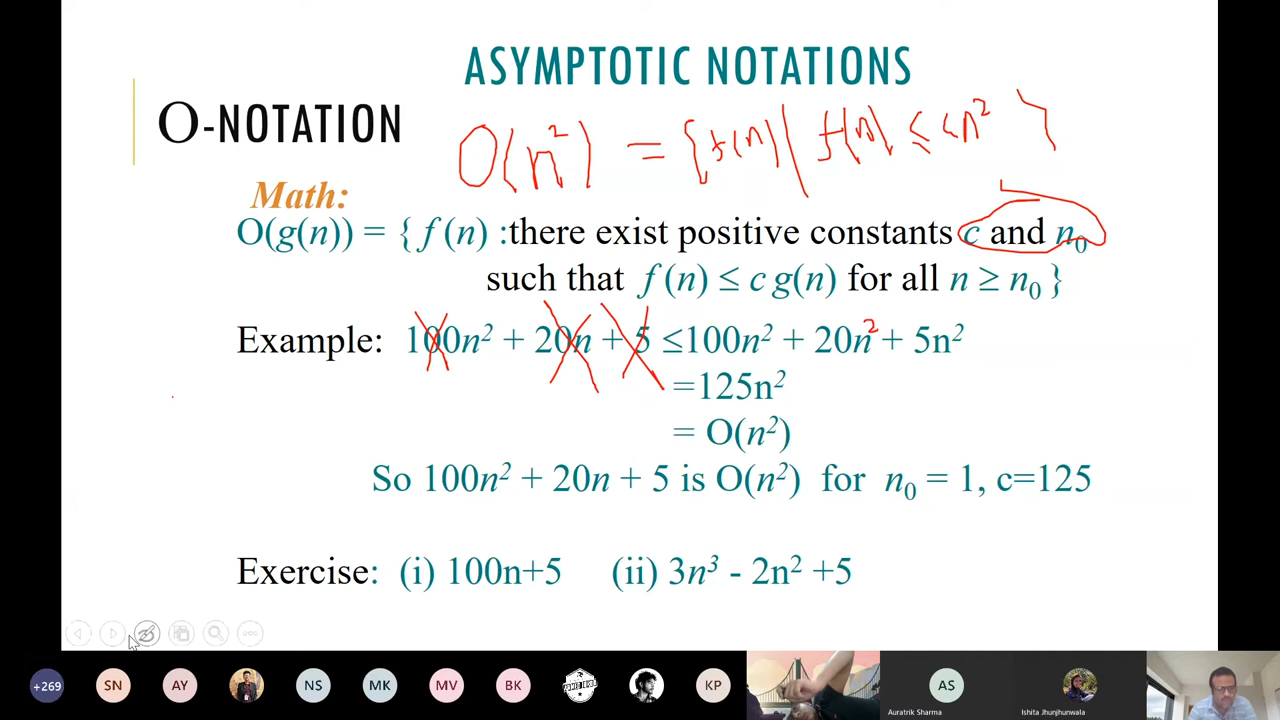 ASYMPTOTIC NOTATIONS
O-NOTATION
O(n²) = {f(n) | f(n) ≤ cn² }
Math:
O(g(n)) = { f (n) :there exist positive constants c and n₀
such that f (n) ≤ c g(n) for all n ≥ n₀ }
Example: 100n² + 20n + 5 ≤100n² + 20n² + 5n²
=125n²
= O(n²)
So 100n² + 20n + 5 is O(n²) for n₀ = 1, c=125
Exercise: (i) 100n+5 (ii) 3n³ - 2n² +5
+269 SN AY NS MK MV BK KP AS
Auratrik Sharma Ishita Jhunjhunwala